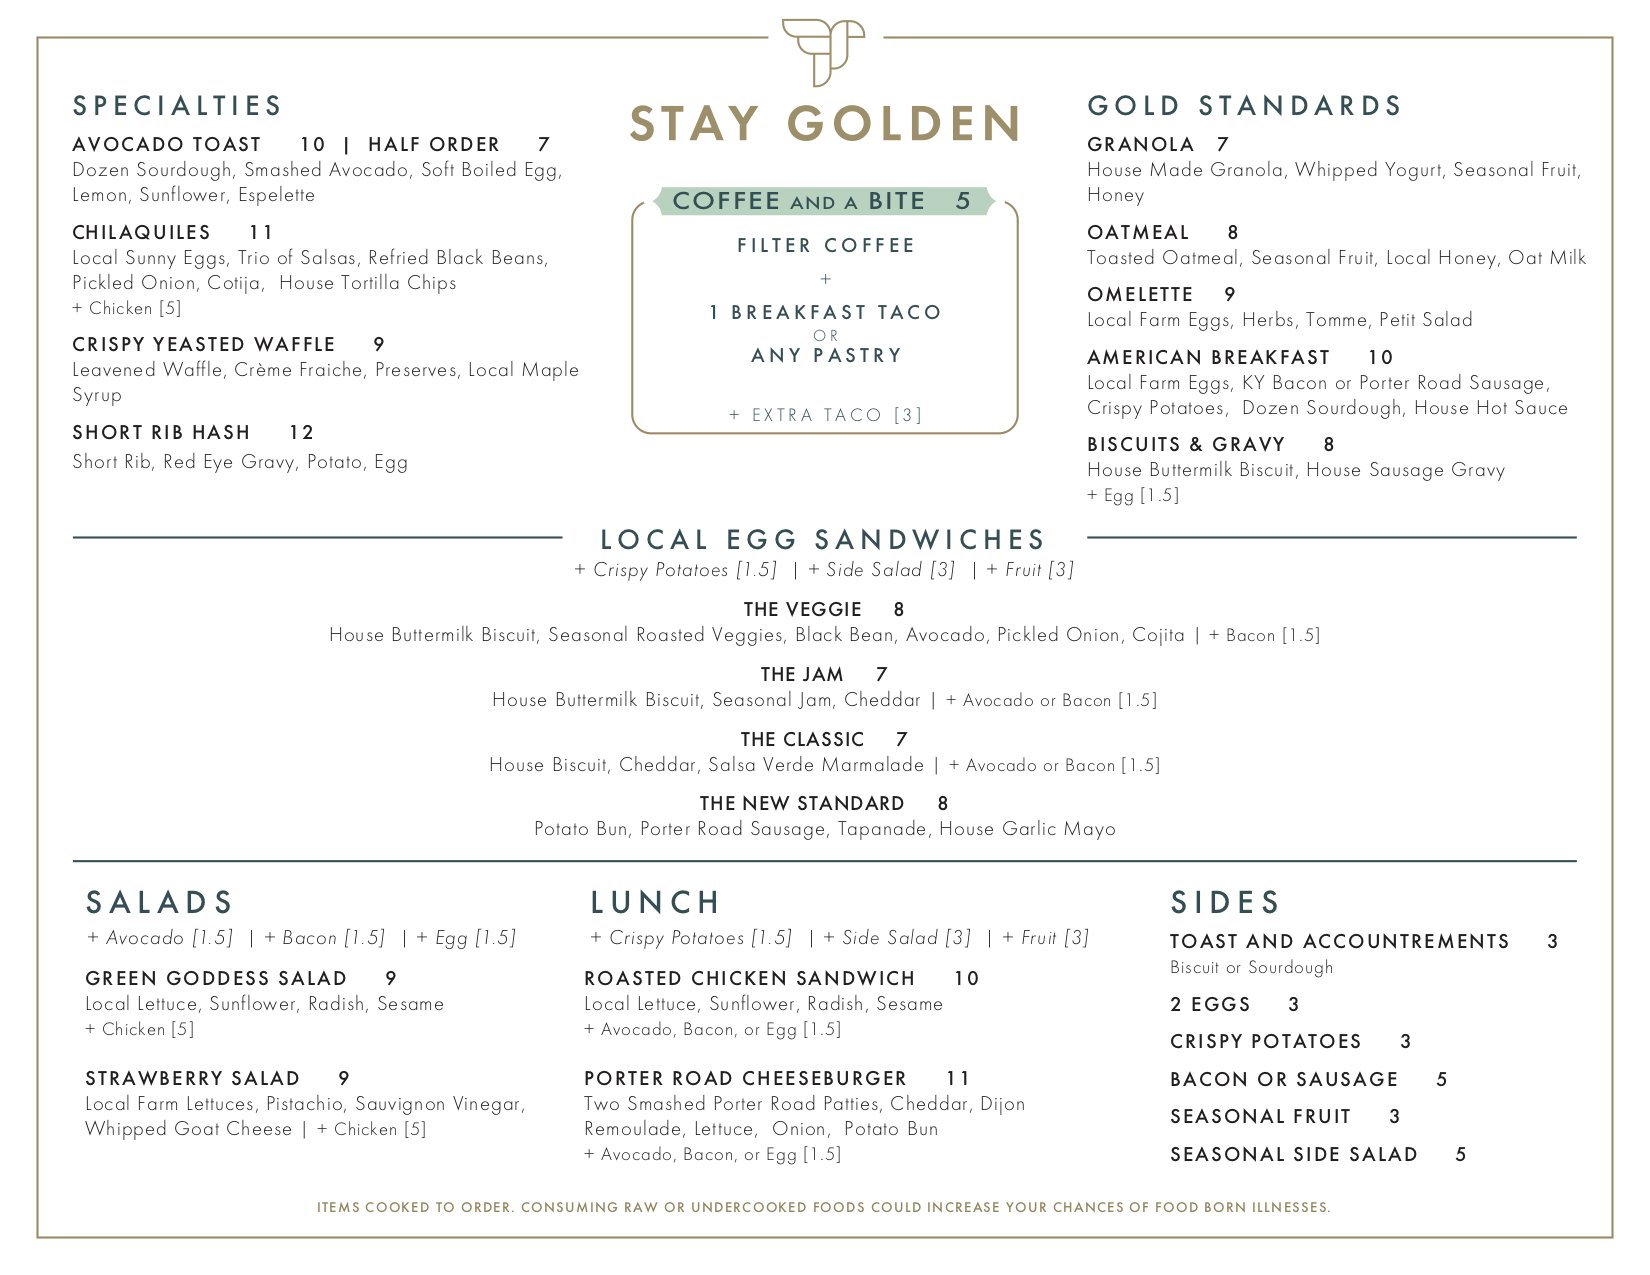 STAY GOLDEN
SPECIALTIES
AVOCADO TOAST 10 | HALF ORDER 7
Dozen Sourdough, Smashed Avocado, Soft Boiled Egg,
Lemon, Sunflower, Espelette
CHILAQUILES 11
Local Sunny Eggs, Trio of Salsas, Refried Black Beans,
Pickled Onion, Cotija, House Tortilla Chips
+ Chicken [5]
CRISPY YEASTED WAFFLE 9
Leavened Waffle, Crème Fraiche, Preserves, Local Maple
Syrup
SHORT RIB HASH 12
Short Rib, Red Eye Gravy, Potato, Egg
COFFEE AND A BITE 5
FILTER COFFEE
+
1 BREAKFAST TACO
OR
ANY PASTRY
+ EXTRA TACO [3]
GOLD STANDARDS
GRANOLA 7
House Made Granola, Whipped Yogurt, Seasonal Fruit,
Honey
OATMEAL 8
Toasted Oatmeal, Seasonal Fruit, Local Honey, Oat Milk
OMELETTE 9
Local Farm Eggs, Herbs, Tomme, Petit Salad
AMERICAN BREAKFAST 10
Local Farm Eggs, KY Bacon or Porter Road Sausage,
Crispy Potatoes, Dozen Sourdough, House Hot Sauce
BISCUITS & GRAVY 8
House Buttermilk Biscuit, House Sausage Gravy
+ Egg [1.5]
LOCAL EGG SANDWICHES
+ Crispy Potatoes [1.5] | + Side Salad [3] | + Fruit [3]
THE VEGGIE 8
House Buttermilk Biscuit, Seasonal Roasted Veggies, Black Bean, Avocado, Pickled Onion, Cojita | + Bacon [1.5]
THE JAM 7
House Buttermilk Biscuit, Seasonal Jam, Cheddar | + Avocado or Bacon [1.5]
THE CLASSIC 7
House Biscuit, Cheddar, Salsa Verde Marmalade | + Avocado or Bacon [1.5]
THE NEW STANDARD 8
Potato Bun, Porter Road Sausage, Tapanade, House Garlic Mayo
SALADS
+ Avocado [1.5] | + Bacon [1.5] | + Egg [1.5]
GREEN GODDESS SALAD 9
Local Lettuce, Sunflower, Radish, Sesame
+ Chicken [5]
STRAWBERRY SALAD 9
Local Farm Lettuces, Pistachio, Sauvignon Vinegar,
Whipped Goat Cheese | + Chicken [5]
LUNCH
+ Crispy Potatoes [1.5] | + Side Salad [3] | + Fruit [3]
ROASTED CHICKEN SANDWICH 10
Local Lettuce, Sunflower, Radish, Sesame
+ Avocado, Bacon, or Egg [1.5]
PORTER ROAD CHEESEBURGER 11
Two Smashed Porter Road Patties, Cheddar, Dijon
Remoulade, Lettuce, Onion, Potato Bun
+ Avocado, Bacon, or Egg [1.5]
SIDES
TOAST AND ACCOUNTREMENTS 3
Biscuit or Sourdough
2 EGGS 3
CRISPY POTATOES 3
BACON OR SAUSAGE 5
SEASONAL FRUIT 3
SEASONAL SIDE SALAD 5
ITEMS COOKED TO ORDER. CONSUMING RAW OR UNDERCOOKED FOODS COULD INCREASE YOUR CHANCES OF FOOD BORN ILLNESSES.